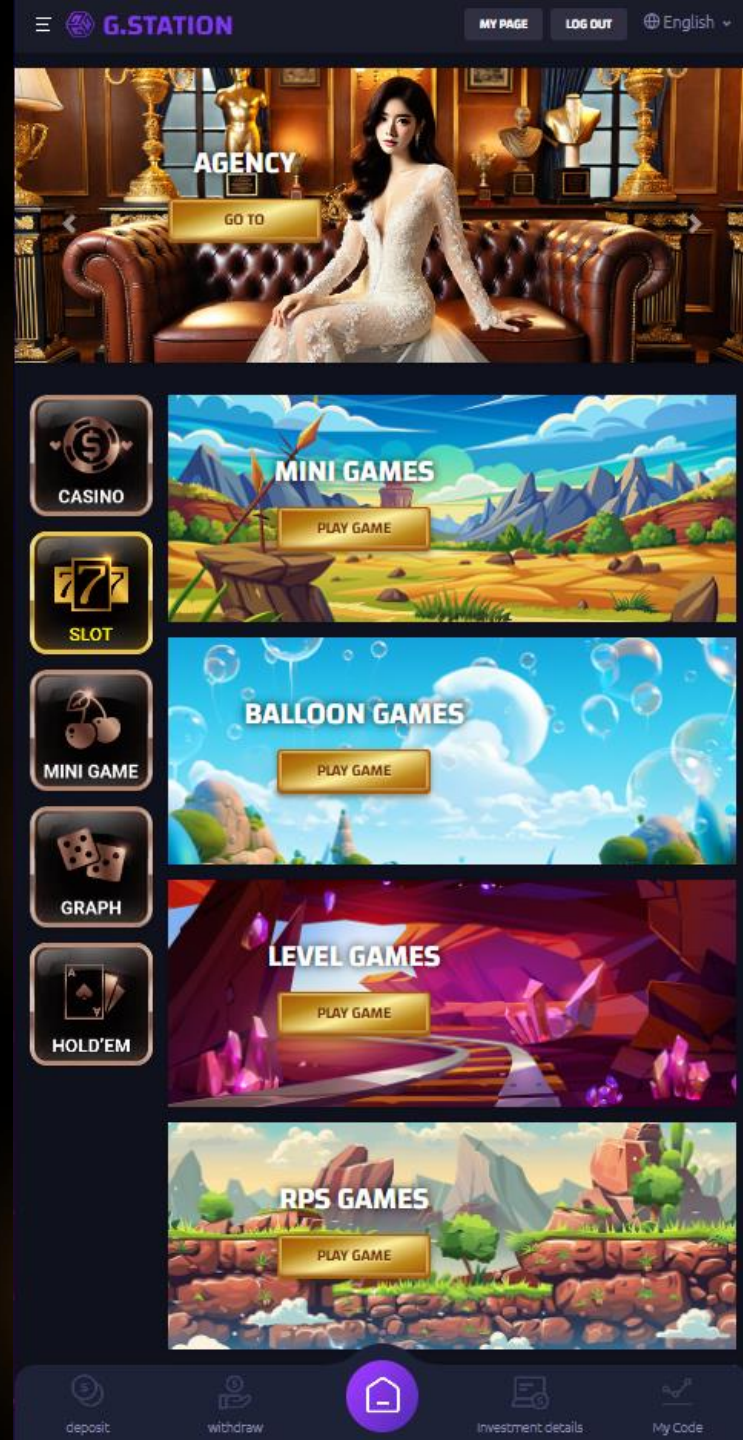 G.STATION
MY PAGE
LOG OUT
English
AGENCY
GO TO
CASINO
777
SLOT
MINI GAME
GRAPH
A
A
HOLD'EM
MINI GAMES
PLAY GAME
BALLOON GAMES
PLAY GAME
LEVEL GAMES
PLAY GAME
RPS GAMES
PLAY GAME
deposit
withdraw
Investment details
My Code